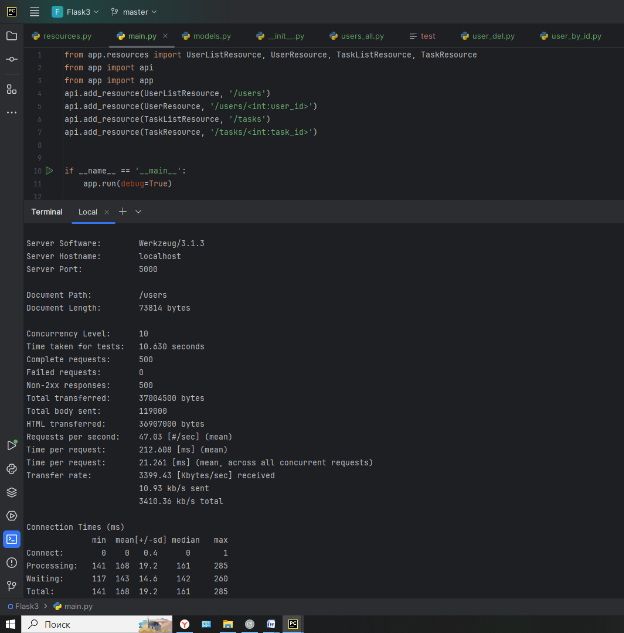 PC F Flask3 master
resources.py main.py models.py __init__.py users_all.py test user_del.py user_by_id.py
1 from app.resources import UserListResource, UserResource, TaskListResource, TaskResource
2 from app import api
3 from app import app
4 api.add_resource(UserListResource, '/users')
5 api.add_resource(UserResource, '/users/<int:user_id>')
6 api.add_resource(TaskListResource, '/tasks')
7 api.add_resource(TaskResource, '/tasks/<int:task_id>')
8
9
10 if __name__ == '__main__':
11 app.run(debug=True)
12
Terminal Local
Server Software: Werkzeug/3.1.3
Server Hostname: localhost
Server Port: 5000
Document Path: /users
Document Length: 73814 bytes
Concurrency Level: 10
Time taken for tests: 10.630 seconds
Complete requests: 500
Failed requests: 0
Non-2xx responses: 500
Total transferred: 37004500 bytes
Total body sent: 119000
HTML transferred: 36907000 bytes
Requests per second: 47.03 [#/sec] (mean)
Time per request: 212.608 [ms] (mean)
Time per request: 21.261 [ms] (mean, across all concurrent requests)
Transfer rate: 3399.43 [Kbytes/sec] received
10.93 kb/s sent
3410.36 kb/s total
Connection Times (ms)
min mean[+/-sd] median max
Connect: 0 0 0.4 0 1
Processing: 141 168 19.2 161 285
Waiting: 117 143 14.6 142 260
Total: 141 168 19.2 161 285
Flask3 > main.py
Поиск